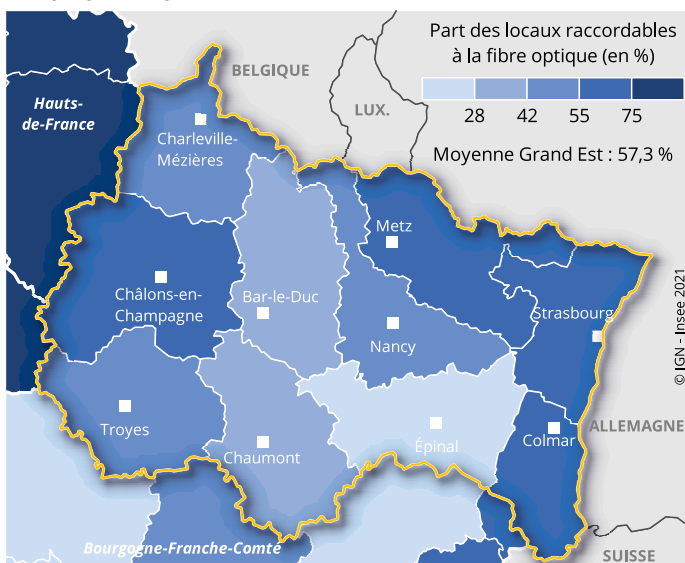 Part des locaux raccordables
à la fibre optique (en %)
28 42 55 75
Moyenne Grand Est : 57,3 %
BELGIQUE
LUX.
Hauts-
de-France
Charleville-
Mézières
Metz
Châlons-en-
Champagne
Bar-le-Duc
Strasbourg
Nancy
© IGN - Insee 2021
Troyes
Épinal
Colmar
ALLEMAGNE
Chaumont
Bourgogne-Franche-Comté
SUISSE